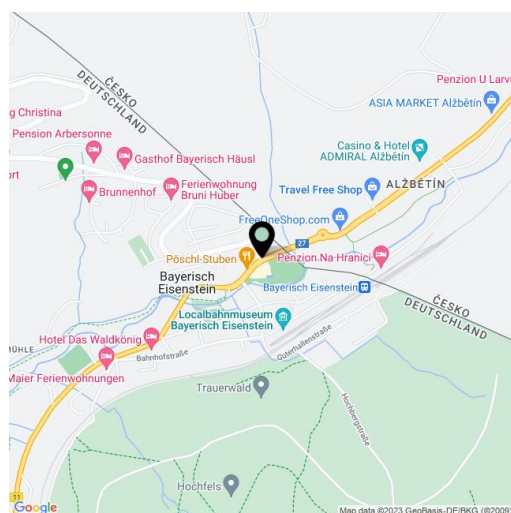 Penzion U Larv
ČESKO
DEUTSCHLAND
ASIA MARKET Alžbětín
g Christina
Pension Arbersonne
Gasthof Bayerisch Häusl
Casino & Hotel
ADMIRAL Alžbětín
ort
Brunnenhof
Ferienwohnung
Bruni Huber
Travel Free Shop
ALŽBĚTÍN
FreeOneShop.com
27
Pöschl-Stuben
Penzion Na Hranici
Bayerisch
Eisenstein
Bayerisch Eisenstein
ČESKO
DEUTSCHLAND
Localbahnmuseum
Bayerisch Eisenstein
Hotel Das Waldkönig
MÜHLE
Bahnhofstraße
Güterhallenstraße
Maier Ferienwohnungen
Trauerwald
Hochbergstraße
Hochfels
11
Google
Map data ©2023 GeoBasis-DE/BKG (©2009)